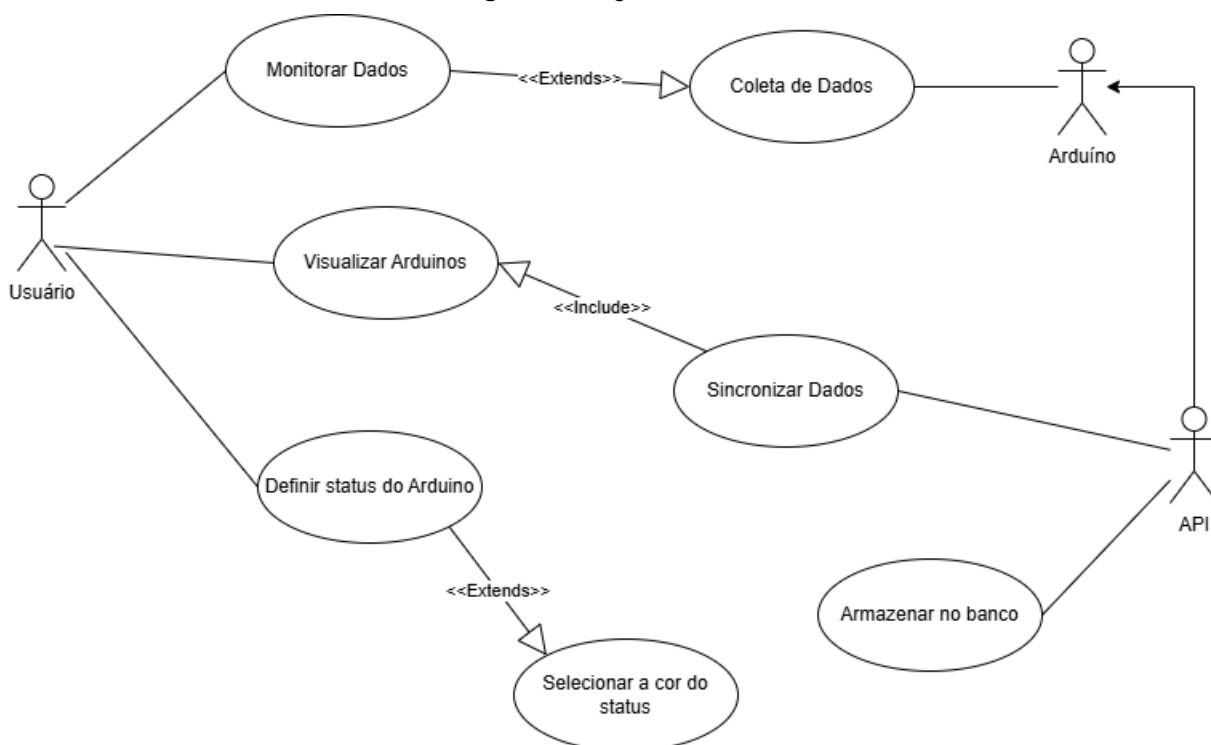 Monitorar Dados
<<Extends>>
Coleta de Dados
Arduíno
Usuário
Visualizar Arduinos
<<Include>>
Sincronizar Dados
Definir status do Arduino
API
<<Extends>>
Armazenar no banco
Selecionar a cor do
status